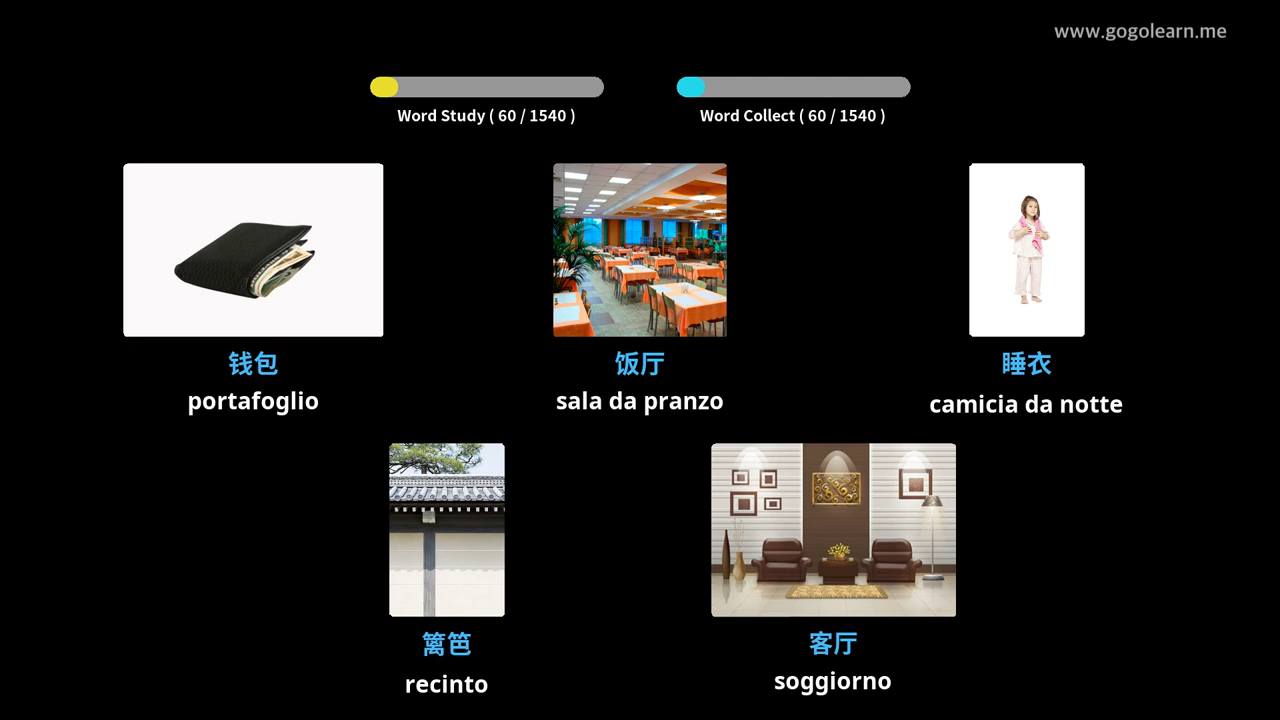 www.gogolearn.me
Word Study ( 60 / 1540 )
Word Collect ( 60 / 1540 )
钱包
portafoglio
饭厅
sala da pranzo
睡衣
camicia da notte
篱笆
recinto
客厅
soggiorno